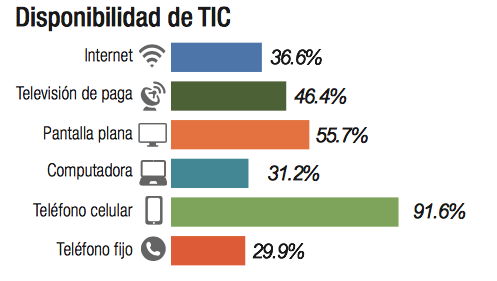 Disponibilidad de TIC
Internet 36.6%
Televisión de paga 46.4%
Pantalla plana 55.7%
Computadora 31.2%
Teléfono celular 91.6%
Teléfono fijo 29.9%